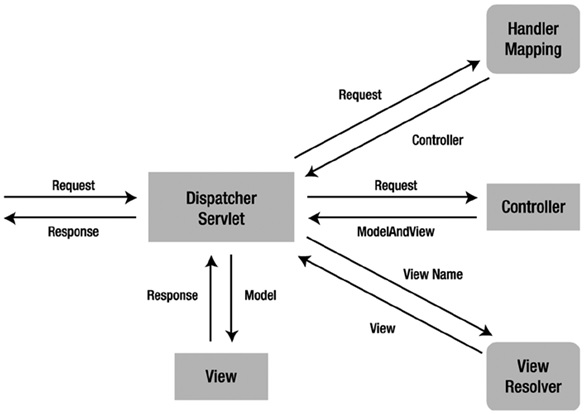 Handler
Mapping
Request
Controller
Request
Response
Dispatcher
Servlet
Request
ModelAndView
Controller
View Name
View
Response
Model
View
View
Resolver